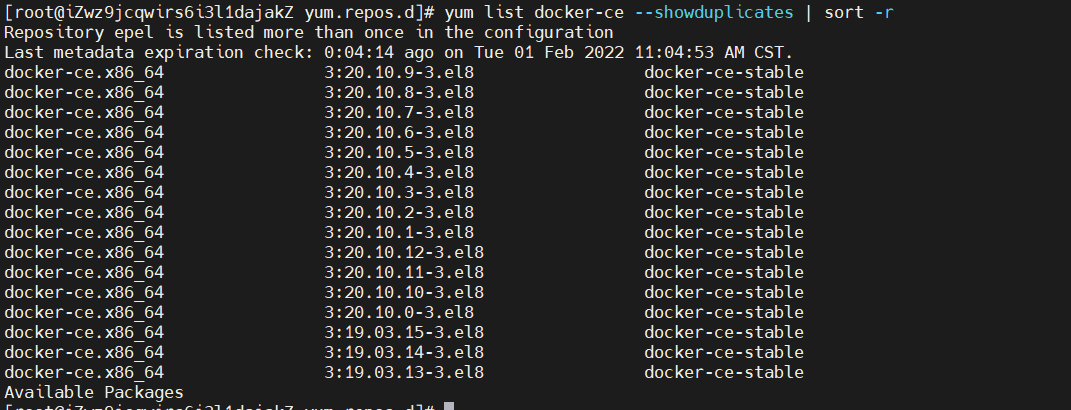 [root@iZwz9jcqwirs6i3l1dajakZ yum.repos.d]# yum list docker-ce --showduplicates | sort -r
Repository epel is listed more than once in the configuration
Last metadata expiration check: 0:04:14 ago on Tue 01 Feb 2022 11:04:53 AM CST.
docker-ce.x86_64 3:20.10.9-3.el8 docker-ce-stable
docker-ce.x86_64 3:20.10.8-3.el8 docker-ce-stable
docker-ce.x86_64 3:20.10.7-3.el8 docker-ce-stable
docker-ce.x86_64 3:20.10.6-3.el8 docker-ce-stable
docker-ce.x86_64 3:20.10.5-3.el8 docker-ce-stable
docker-ce.x86_64 3:20.10.4-3.el8 docker-ce-stable
docker-ce.x86_64 3:20.10.3-3.el8 docker-ce-stable
docker-ce.x86_64 3:20.10.2-3.el8 docker-ce-stable
docker-ce.x86_64 3:20.10.1-3.el8 docker-ce-stable
docker-ce.x86_64 3:20.10.12-3.el8 docker-ce-stable
docker-ce.x86_64 3:20.10.11-3.el8 docker-ce-stable
docker-ce.x86_64 3:20.10.10-3.el8 docker-ce-stable
docker-ce.x86_64 3:20.10.0-3.el8 docker-ce-stable
docker-ce.x86_64 3:19.03.15-3.el8 docker-ce-stable
docker-ce.x86_64 3:19.03.14-3.el8 docker-ce-stable
docker-ce.x86_64 3:19.03.13-3.el8 docker-ce-stable
Available Packages
[root@iZwz9jcqwirs6i3l1dajakZ yum.repos.d]#